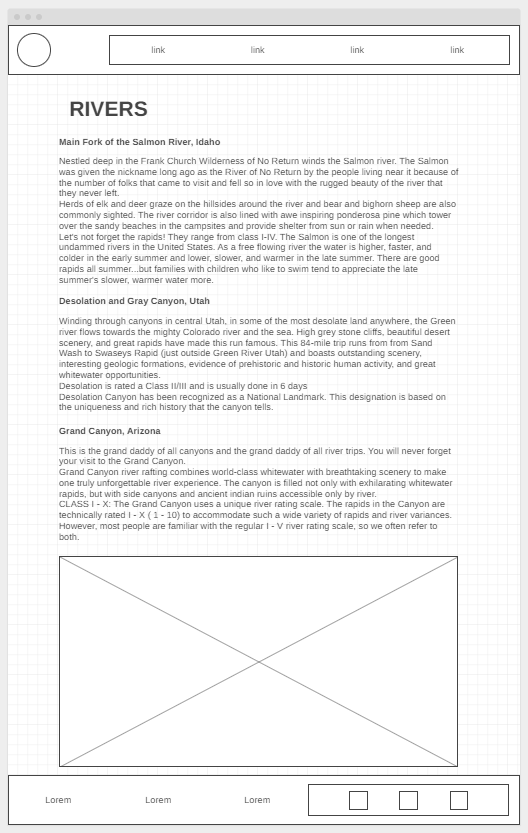 link link link link
RIVERS
Main Fork of the Salmon River, Idaho
Nestled deep in the Frank Church Wilderness of No Return winds the Salmon river. The Salmon
was given the nickname long ago as the River of No Return by the people living near it because of
the number of folks that came to visit and fell so in love with the rugged beauty of the river that
they never left.
Herds of elk and deer graze on the hillsides around the river and bear and bighorn sheep are also
commonly sighted. The river corridor is also lined with awe inspiring ponderosa pine which tower
over the sandy beaches in the campsites and provide shelter from sun or rain when needed.
Let's not forget the rapids! They range from class I-IV. The Salmon is one of the longest
undammed rivers in the United States. As a free flowing river the water is higher, faster, and
colder in the early summer and lower, slower, and warmer in the late summer. There are good
rapids all summer...but families with children who like to swim tend to appreciate the late
summer's slower, warmer water more.
Desolation and Gray Canyon, Utah
Winding through canyons in central Utah, in some of the most desolate land anywhere, the Green
river flows towards the mighty Colorado river and the sea. High grey stone cliffs, beautiful desert
scenery, and great rapids have made this run famous. This 84-mile trip runs from from Sand
Wash to Swaseys Rapid (just outside Green River Utah) and boasts outstanding scenery,
interesting geologic formations, evidence of prehistoric and historic human activity, and great
whitewater opportunities.
Desolation is rated a Class II/III and is usually done in 6 days
Desolation Canyon has been recognized as a National Landmark. This designation is based on
the uniqueness and rich history that the canyon tells.
Grand Canyon, Arizona
This is the grand daddy of all canyons and the grand daddy of all river trips. You will never forget
your visit to the Grand Canyon.
Grand Canyon river rafting combines world-class whitewater with breathtaking scenery to make
one truly unforgettable river experience. The canyon is filled not only with exhilarating whitewater
rapids, but with side canyons and ancient indian ruins accessible only by river.
CLASS I - X: The Grand Canyon uses a unique river rating scale. The rapids in the Canyon are
technically rated I - X ( 1 - 10) to accommodate such a wide variety of rapids and river variances.
However, most people are familiar with the regular I - V river rating scale, so we often refer to
both.
Lorem Lorem Lorem